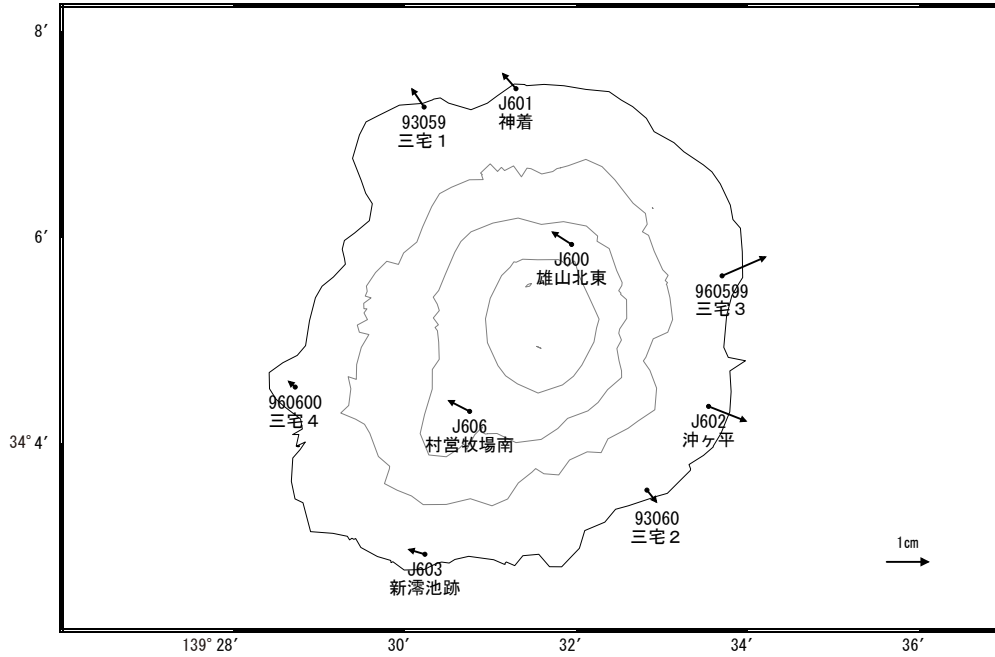 8′
J601
神着
93059
三宅1
6′
J600
雄山北東
960599
三宅3
960600
三宅4
J606
村営牧場南
J602
沖ヶ平
34°4′
93060
三宅2
1cm
J603
新澪池跡
139°28′
30′
32′
34′
36′